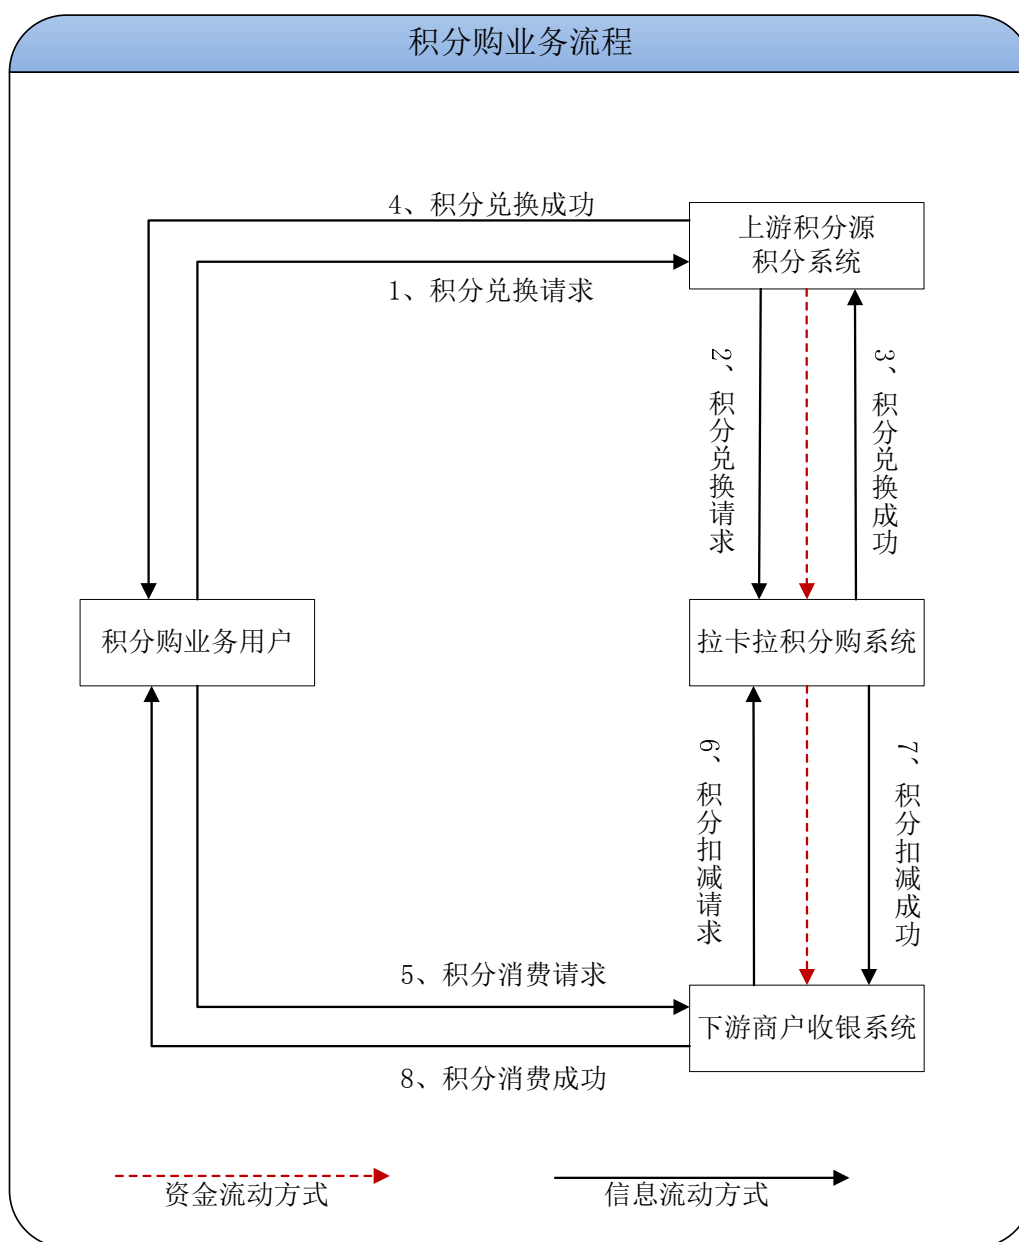 积分购业务流程
4、积分兑换成功
上游积分源
积分系统
1、积分兑换请求
2、积分兑换请求
3、积分兑换成功
积分购业务用户
拉卡拉积分购系统
6、积分扣减请求
7、积分扣减成功
5、积分消费请求
下游商户收银系统
8、积分消费成功
资金流动方式
信息流动方式